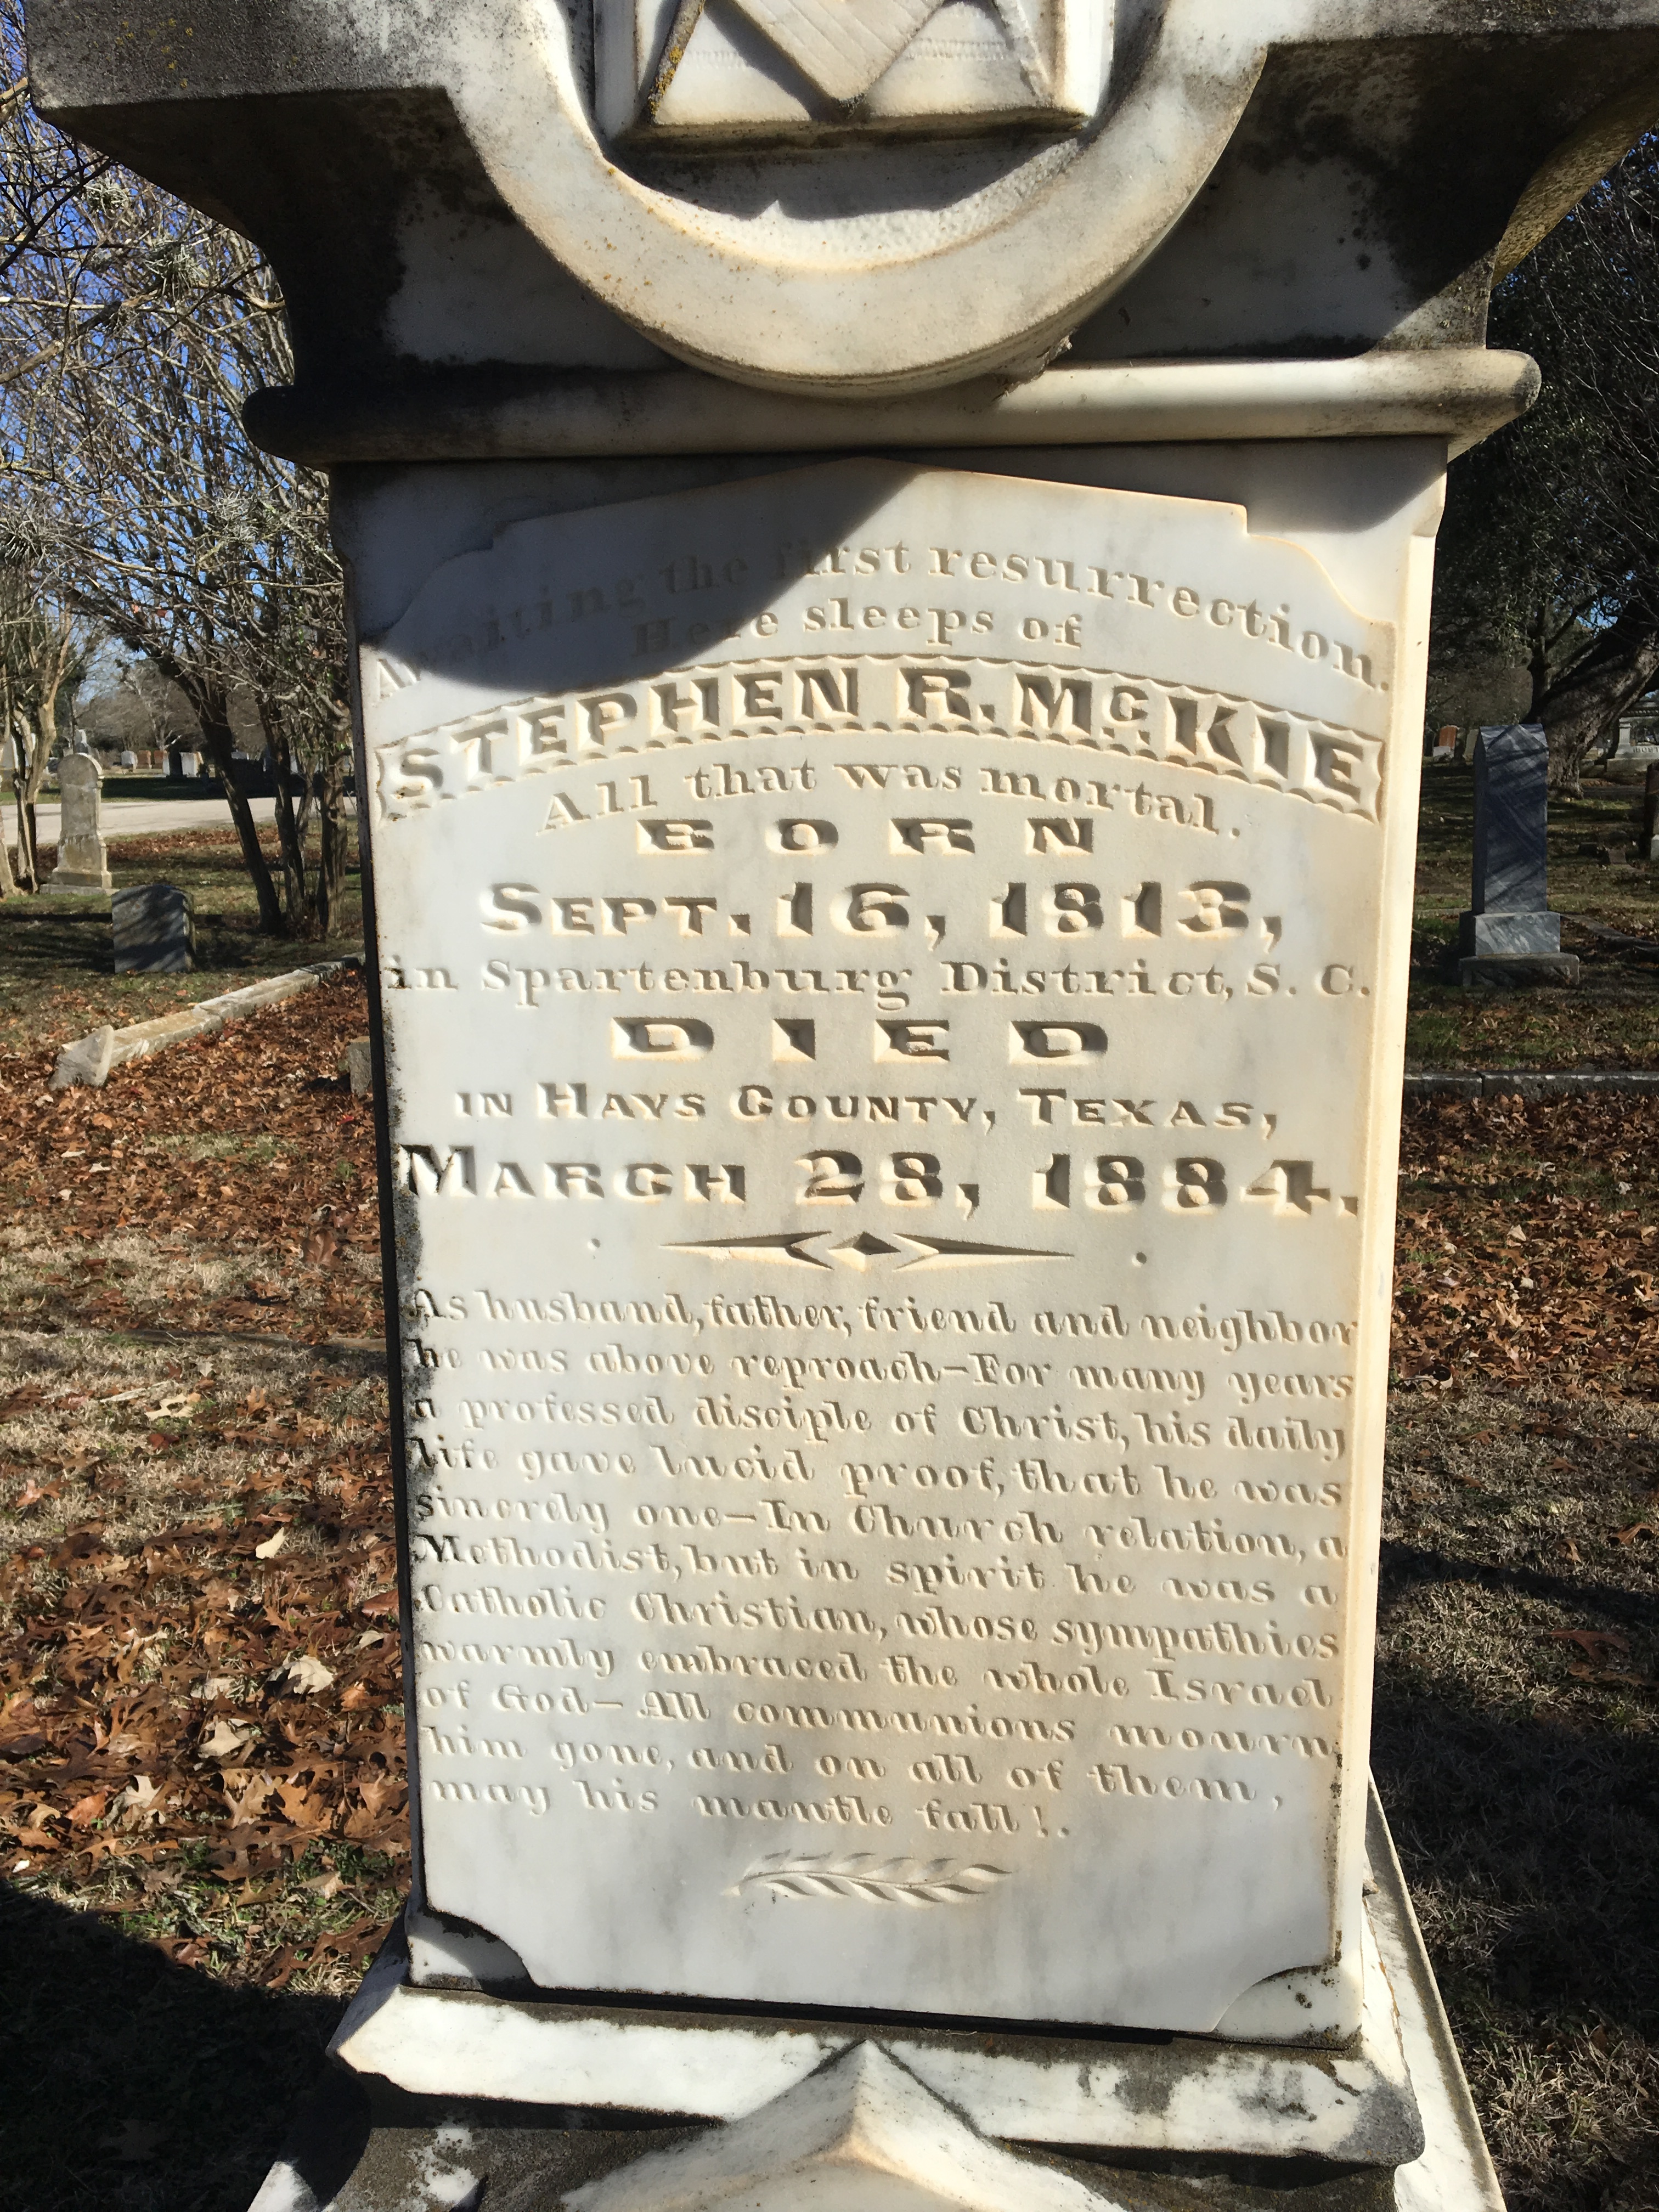 Awaiting the first resurrection.
Here sleeps of
STEPHEN R. McKIE
All that was mortal.
BORN
SEPT. 16, 1813,
in Spartenburg District, S. C.
DIED
IN HAYS COUNTY, TEXAS,
MARCH 28, 1884.
As husband, father, friend and neighbor
he was above reproach—For many years
a professed disciple of Christ, his daily
life gave lucid proof, that he was
sincrely one—In Church relation, a
Methodist, but in spirit he was a
Catholic Christian, whose sympathies
warmly embraced the whole Israel
of God—All communions mourn
him gone, and on all of them,
may his mantle fall!.